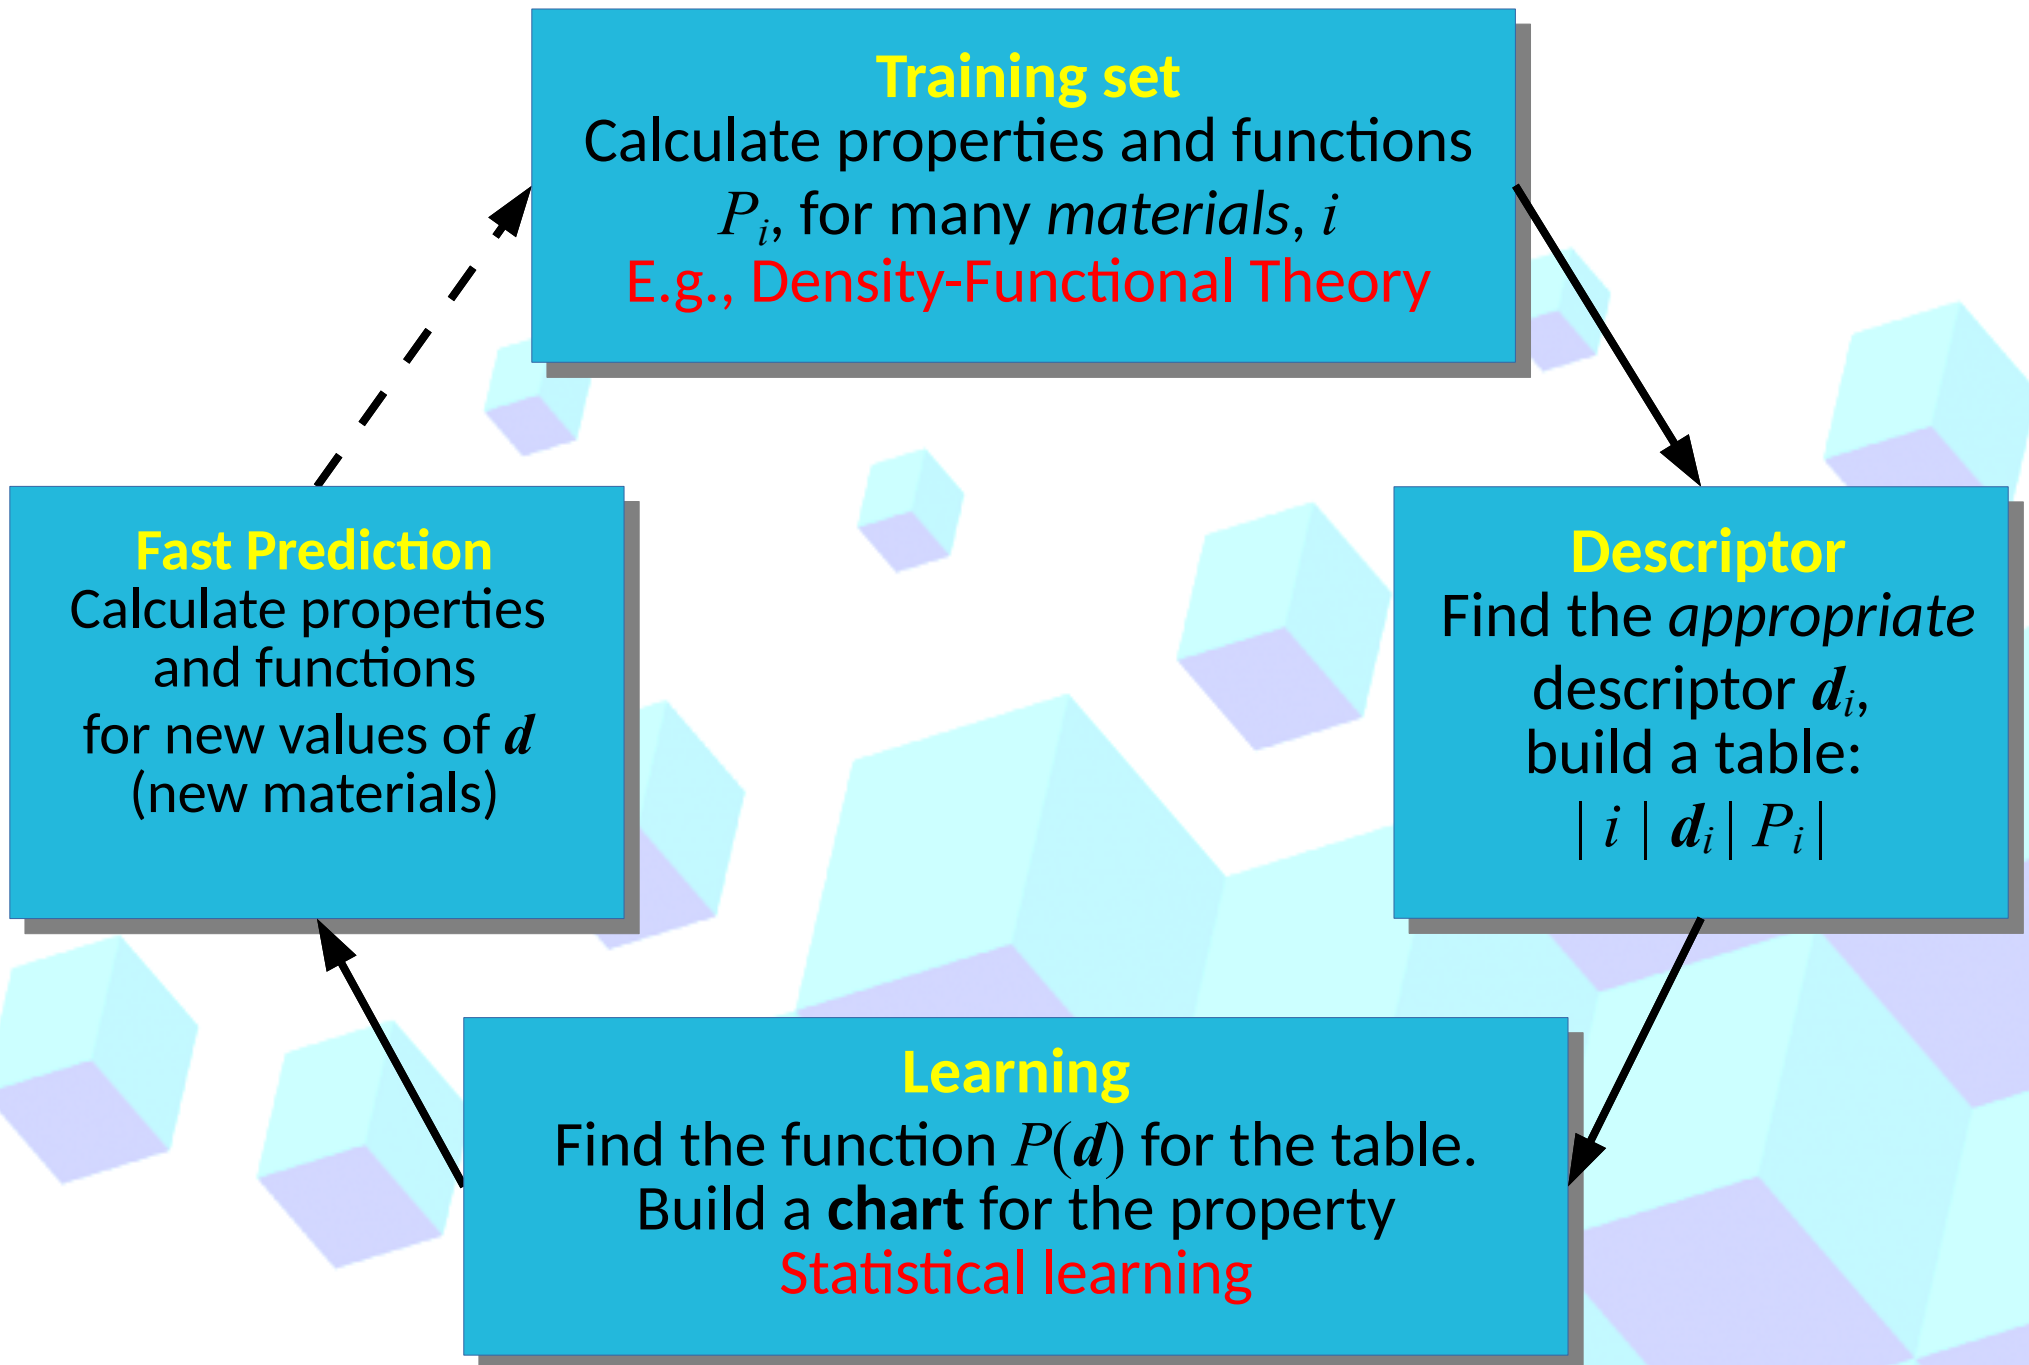 Training set
Calculate properties and functions
Pi, for many materials, i
E.g., Density-Functional Theory
Fast Prediction
Calculate properties
and functions
for new values of d
(new materials)
Descriptor
Find the appropriate
descriptor di,
build a table:
| i | di | Pi |
Learning
Find the function P(d) for the table.
Build a chart for the property
Statistical learning